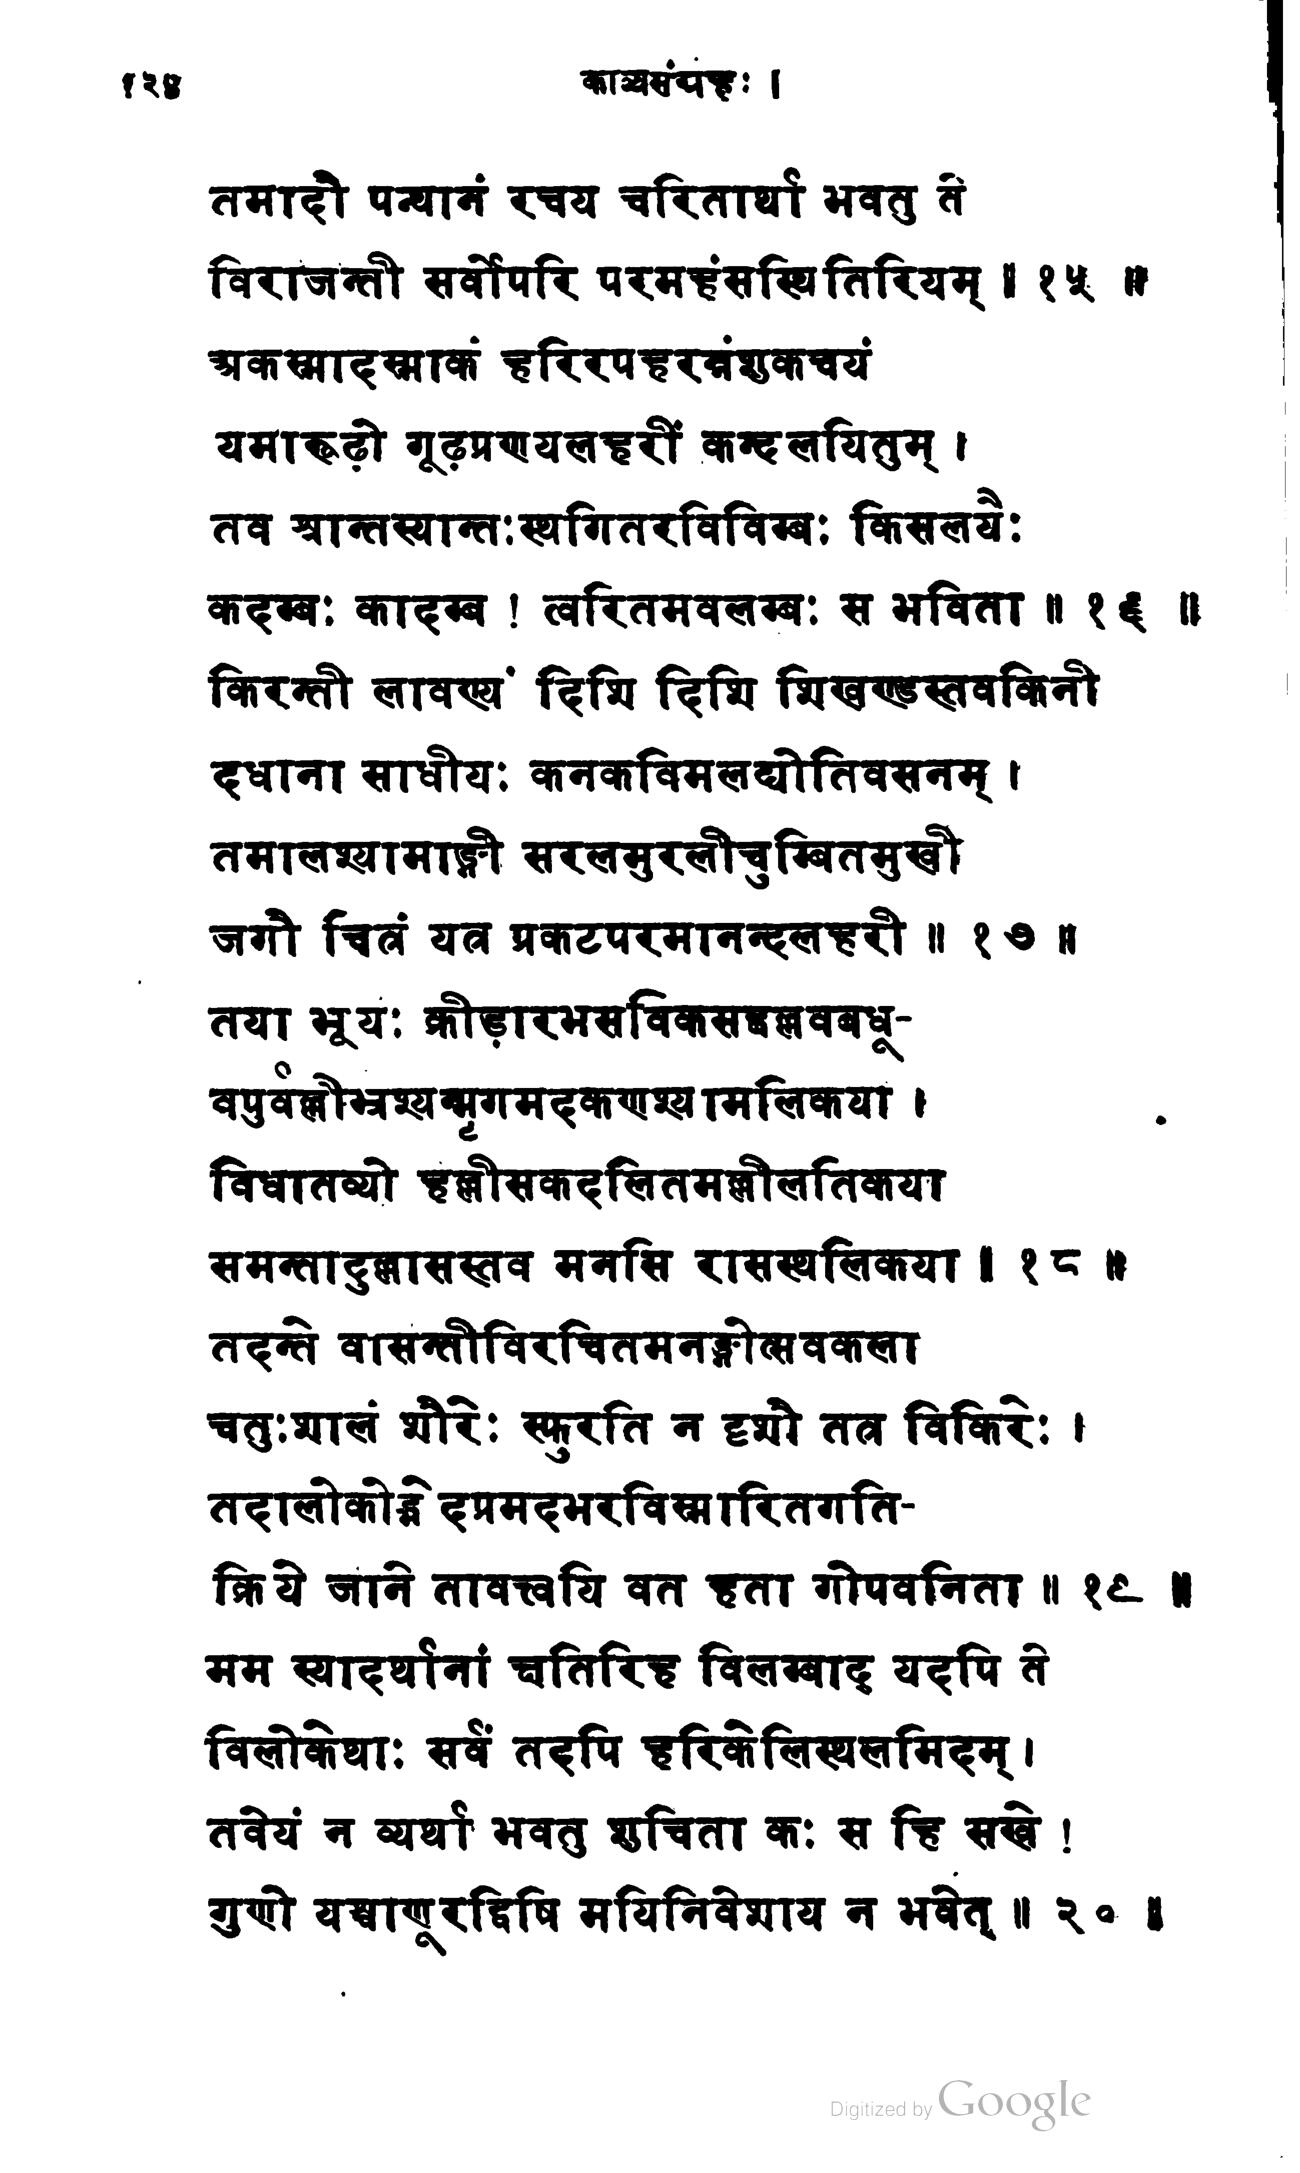 १२४ काव्यसंग्रहः ।
तमादौ पन्थानं रचय चरितार्था भवतु ते
विराजन्ती सर्वोपरि परमहंसस्थितिरियम् ॥ १५ ॥
अकस्मादस्माकं हरिरपहरन्नंशुकचयं
यमारूढ़ो गूढ़प्रणयलहरीं कन्दलयितुम् ।
तव श्रान्तस्यान्तःस्थगितरविविम्बः किसलयैः
कदम्बः कादम्ब ! त्वरितमवलम्बः स भविता ॥ १६ ॥
किरन्ती लावण्यं दिशि दिशि शिखण्डस्तवकिनी
दधाना साधीयः कनकविमलद्योतिवसनम् ।
तमालश्यामाङ्गी सरलमुरलीचुम्बितमुखी
जगौ चित्रं यत्र प्रकटपरमानन्दलहरी ॥ १७ ॥
तया भूयः क्रीड़ारभसविकसद्वल्लवबधू-
वपुर्वल्लीभ्रश्यन्मृगमदकणश्यामलिकया ।
विधातव्यो हल्लीसकदलितमल्लीलतिकया
समन्तादुल्लासस्तव मनसि रासस्थलिकया ॥ १८ ॥
तदन्ते वासन्तीविरचितमनङ्गोत्सवकला
चतुःशालं शौरेः स्फुरति न दृशौ तत्र विकिरेः ।
तदालोकोद्भेदप्रमदभरविस्मारितगति-
क्रिये जाने तावत्त्वयि वत हता गोपवनिता ॥ १९ ॥
मम स्यादर्थानां क्षतिरिह विलम्बाद् यदपि ते
विलोकेथाः सर्वं तदपि हरिकेलिस्थलमिदम् ।
तवेयं न व्यर्था भवतु शुचिता कः स हि सखे !
गुणो यश्चाणूरद्विषि मयिनिवेशाय न भवेत् ॥ २० ॥
Digitized by Google